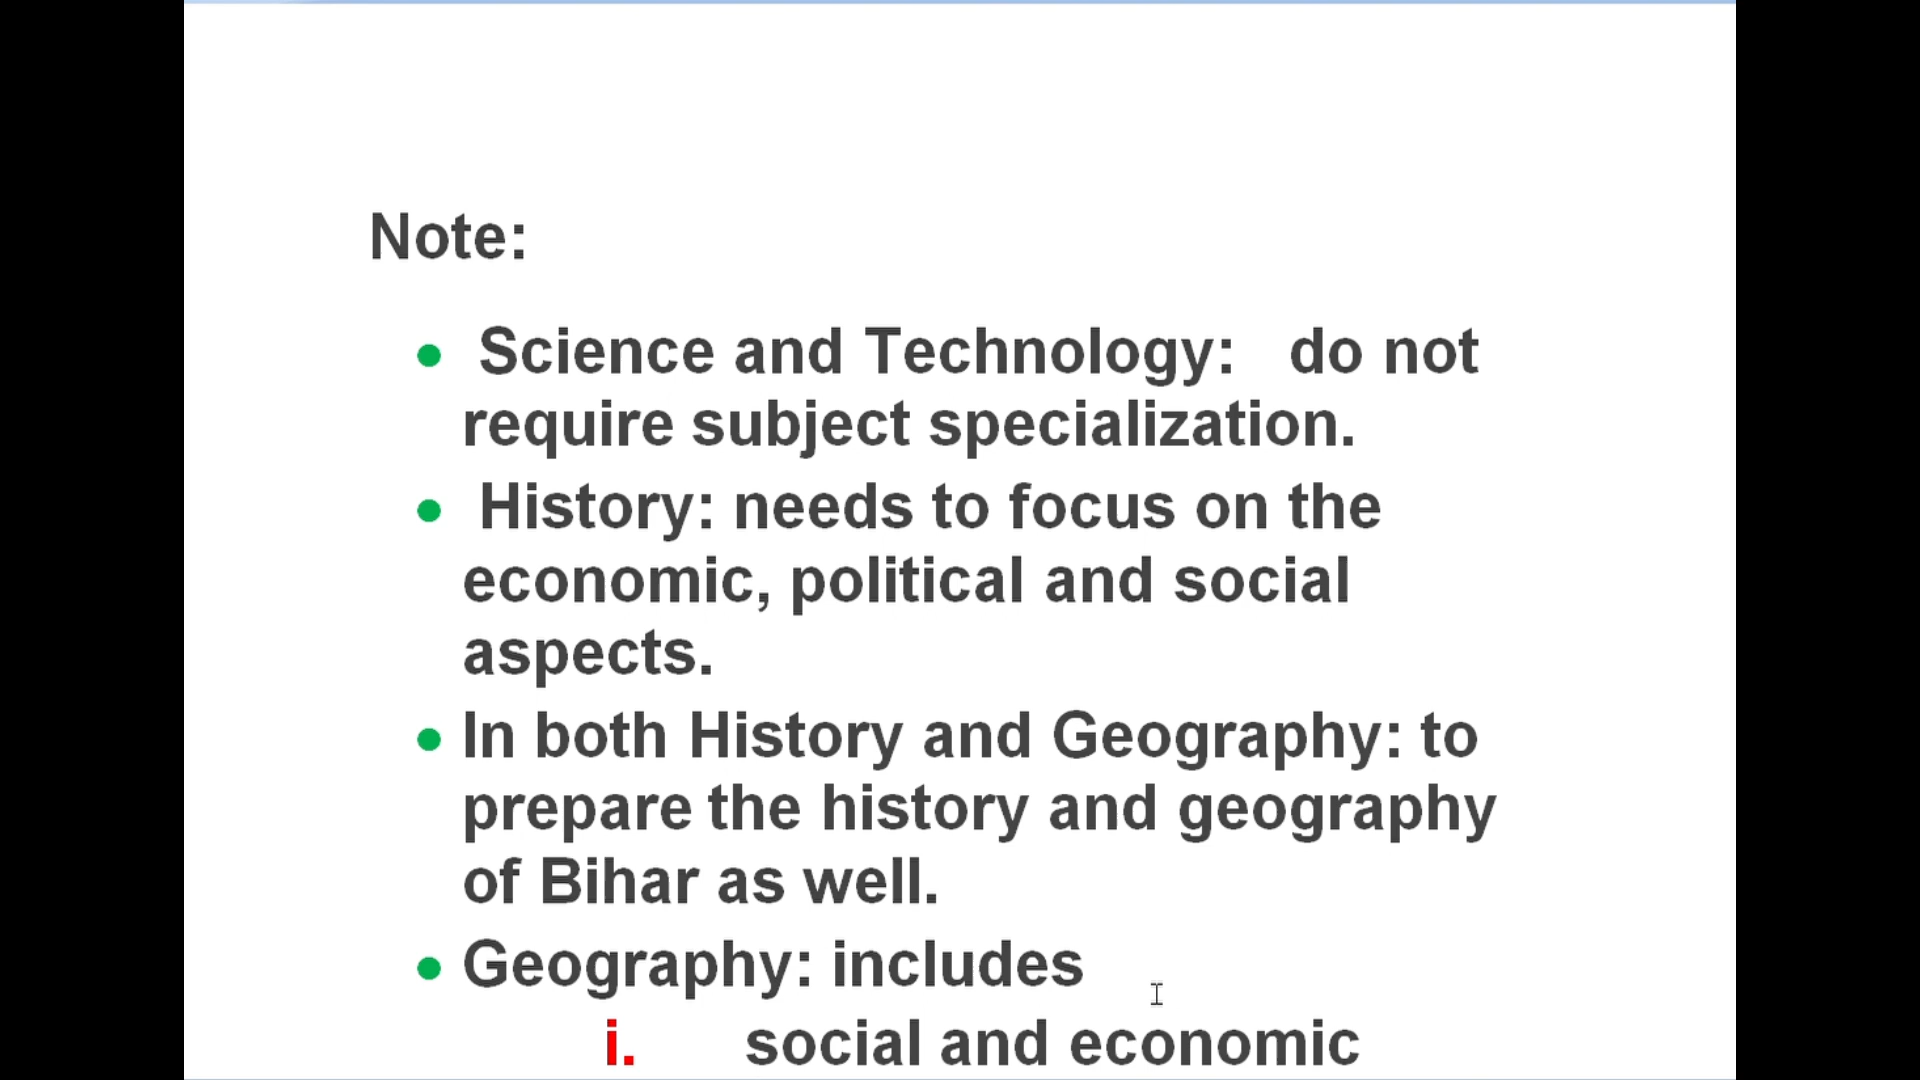 Note:
• Science and Technology: do not
require subject specialization.
• History: needs to focus on the
economic, political and social
aspects.
• In both History and Geography: to
prepare the history and geography
of Bihar as well.
• Geography: includes
i. social and economic